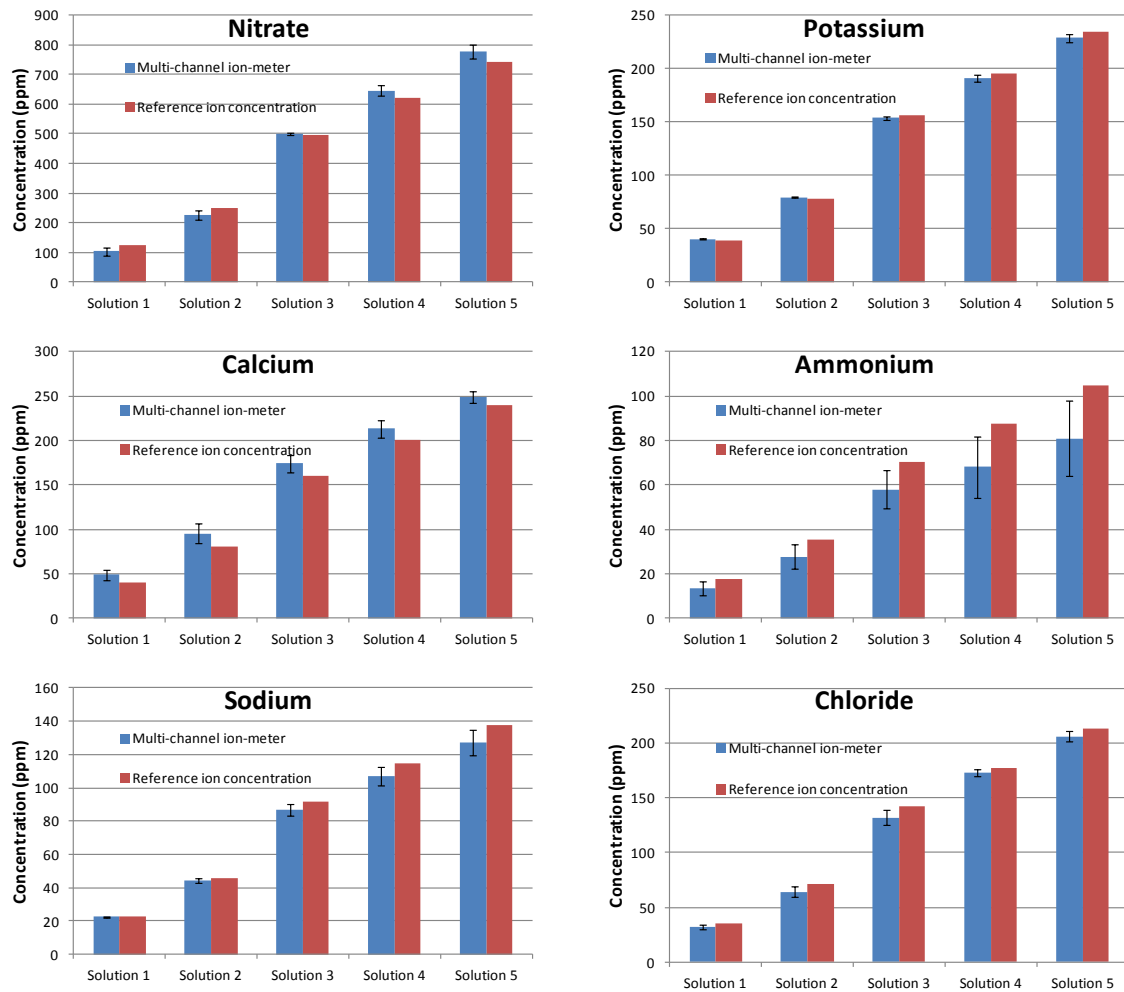 Nitrate
Concentration (ppm)
900
800
700
600
500
400
300
200
100
0
Multi-channel ion-meter
Reference ion concentration
Solution 1 Solution 2 Solution 3 Solution 4 Solution 5
Potassium
Concentration (ppm)
250
200
150
100
50
0
Multi-channel ion-meter
Reference ion concentration
Solution 1 Solution 2 Solution 3 Solution 4 Solution 5
Calcium
Concentration (ppm)
300
250
200
150
100
50
0
Multi-channel ion-meter
Reference ion concentration
Solution 1 Solution 2 Solution 3 Solution 4 Solution 5
Ammonium
Concentration (ppm)
120
100
80
60
40
20
0
Multi-channel ion-meter
Reference ion concentration
Solution 1 Solution 2 Solution 3 Solution 4 Solution 5
Sodium
Concentration (ppm)
160
140
120
100
80
60
40
20
0
Multi-channel ion-meter
Reference ion concentration
Solution 1 Solution 2 Solution 3 Solution 4 Solution 5
Chloride
Concentration (ppm)
250
200
150
100
50
0
Multi-channel ion-meter
Reference ion concentration
Solution 1 Solution 2 Solution 3 Solution 4 Solution 5